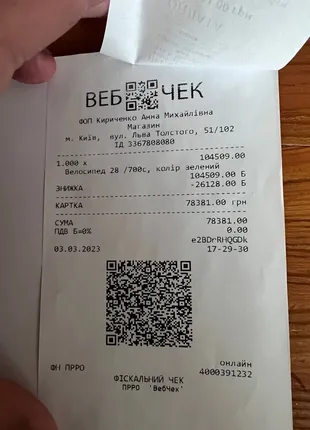 ВЕБ ЧЕК
ФОП Кириченко Анна Михайлівна
Магазин
м. Київ, вул. Льва Толстого, 51/102
ІД 3367808080
1.000 x 104509.00
Велосипед 28 /700c, колір зелений
104509.00 Б
ЗНИЖКА -26128.00 Б
КАРТКА 78381.00 грн
СУМА 78381.00
ПДВ Б=0% 0.00
e2BDrRHQGDk
03.03.2023 17-29-30
онлайн
ФН ПРРО 4000391232
ФІСКАЛЬНИЙ ЧЕК
ПРРО 'ВебЧек'